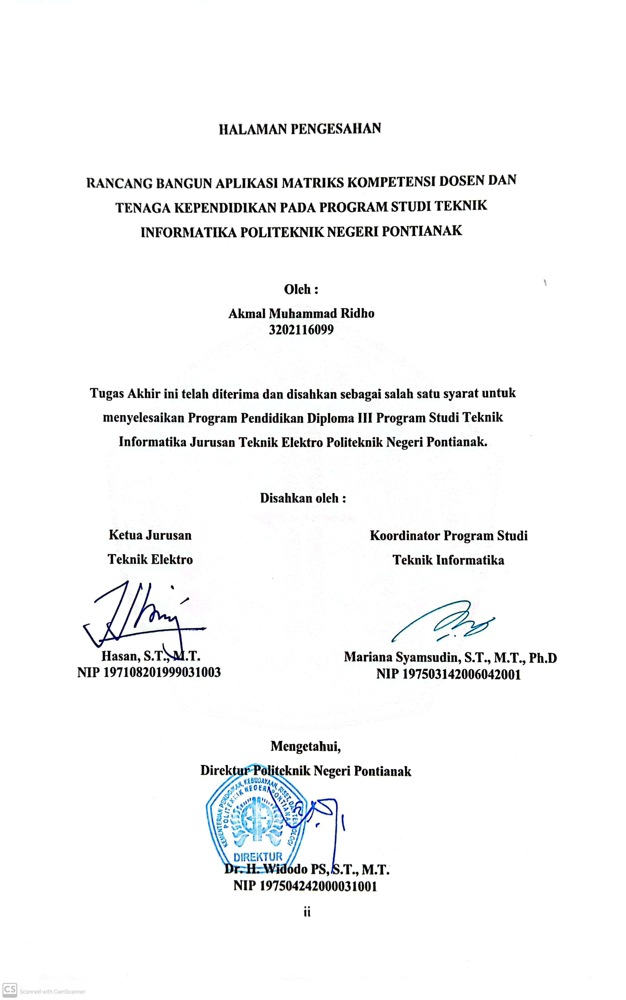 HALAMAN PENGESAHAN
RANCANG BANGUN APLIKASI MATRIKS KOMPETENSI DOSEN DAN
TENAGA KEPENDIDIKAN PADA PROGRAM STUDI TEKNIK
INFORMATIKA POLITEKNIK NEGERI PONTIANAK
Oleh :
Akmal Muhammad Ridho
3202116099
Tugas Akhir ini telah diterima dan disahkan sebagai salah satu syarat untuk
menyelesaikan Program Pendidikan Diploma III Program Studi Teknik
Informatika Jurusan Teknik Elektro Politeknik Negeri Pontianak.
Disahkan oleh :
Ketua Jurusan
Teknik Elektro
Hasan, S.T., M.T.
NIP 197108201999031003
Koordinator Program Studi
Teknik Informatika
Mariana Syamsudin, S.T., M.T., Ph.D
NIP 197503142006042001
Mengetahui,
Direktur Politeknik Negeri Pontianak
KEMENTERIAN PENDIDIKAN, KEBUDAYAAN, RISET, DAN TEKNOLOGI
POLITEKNIK NEGERI PONTIANAK
DIREKTUR
Dr. H. Widodo PS, S.T., M.T.
NIP 197504242000031001
ii
CS Scanned with CamScanner